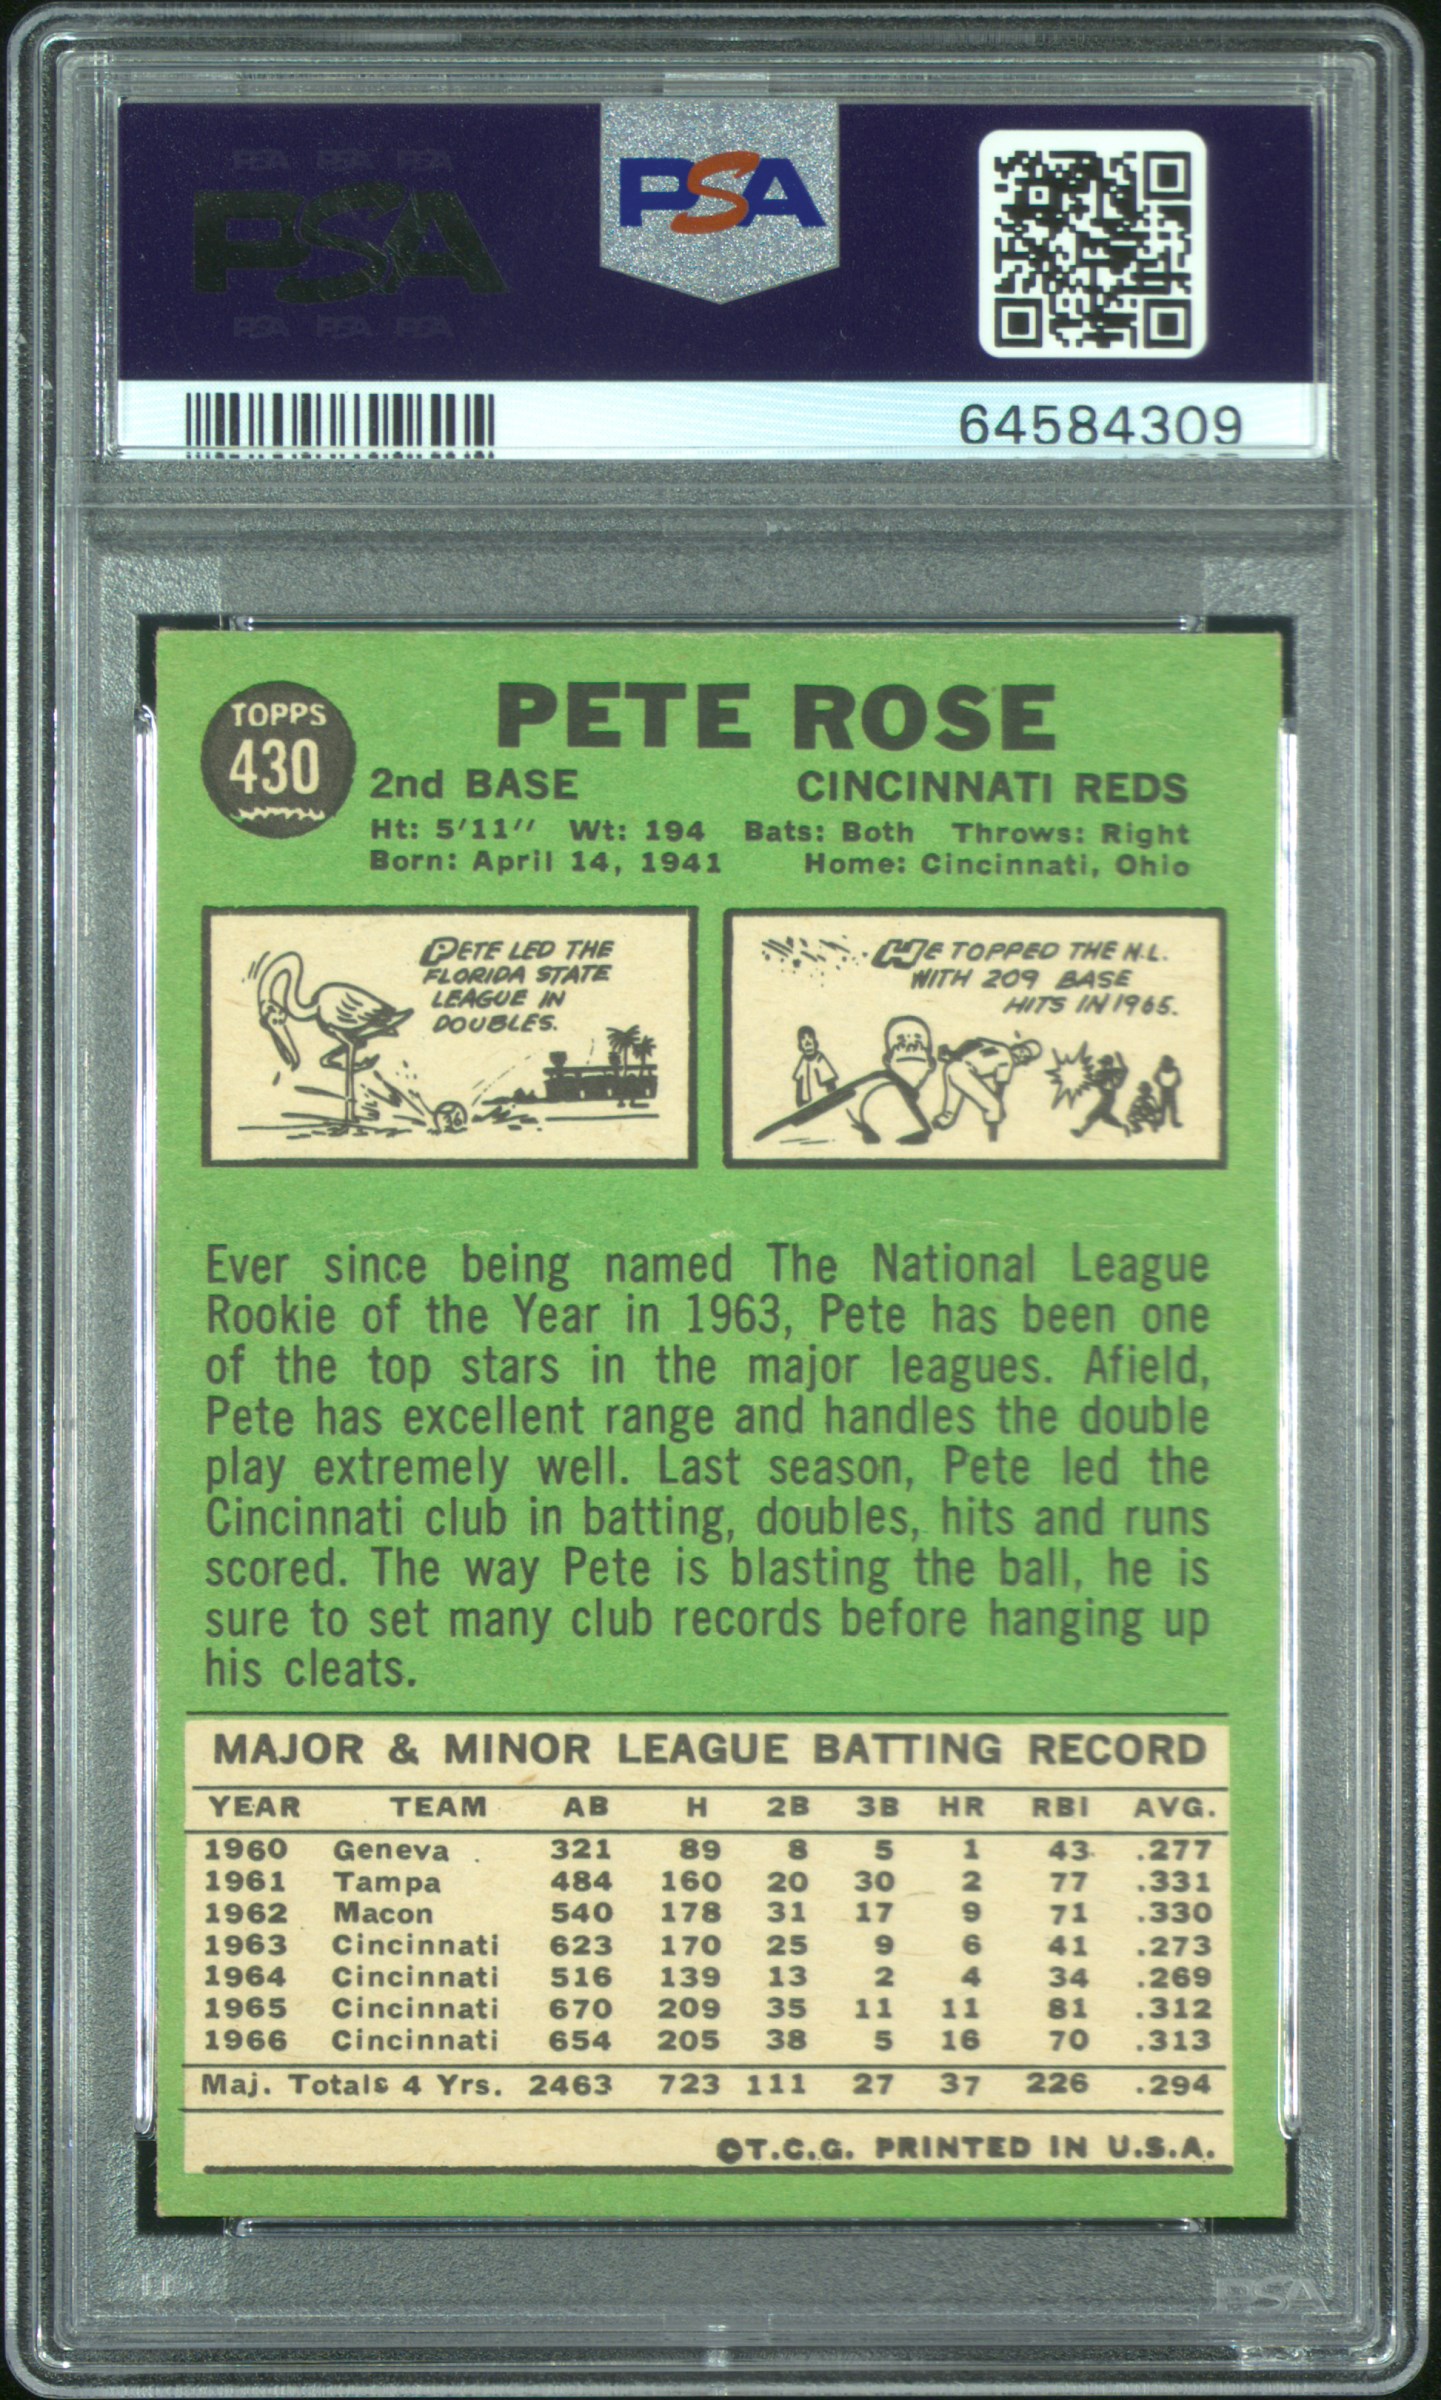 PSA PSA PSA
PSA
PSA PSA PSA
PSA
64584309
TOPPS
430
PETE ROSE
2nd BASE CINCINNATI REDS
Ht: 5'11" Wt: 194 Bats: Both Throws: Right
Born: April 14, 1941 Home: Cincinnati, Ohio
PETE LED THE
FLORIDA STATE
LEAGUE IN
DOUBLES.
HE TOPPED THE N.L.
WITH 209 BASE
HITS IN 1965.
Ever since being named The National League
Rookie of the Year in 1963, Pete has been one
of the top stars in the major leagues. Afield,
Pete has excellent range and handles the double
play extremely well. Last season, Pete led the
Cincinnati club in batting, doubles, hits and runs
scored. The way Pete is blasting the ball, he is
sure to set many club records before hanging up
his cleats.
MAJOR & MINOR LEAGUE BATTING RECORD
YEAR TEAM AB H 2B 3B HR RBI AVG.
1960 Geneva 321 89 8 5 1 43 .277
1961 Tampa 484 160 20 30 2 77 .331
1962 Macon 540 178 31 17 9 71 .330
1963 Cincinnati 623 170 25 9 6 41 .273
1964 Cincinnati 516 139 13 2 4 34 .269
1965 Cincinnati 670 209 35 11 11 81 .312
1966 Cincinnati 654 205 38 5 16 70 .313
Maj. Totals 4 Yrs. 2463 723 111 27 37 226 .294
©T.C.G. PRINTED IN U.S.A.
PSA